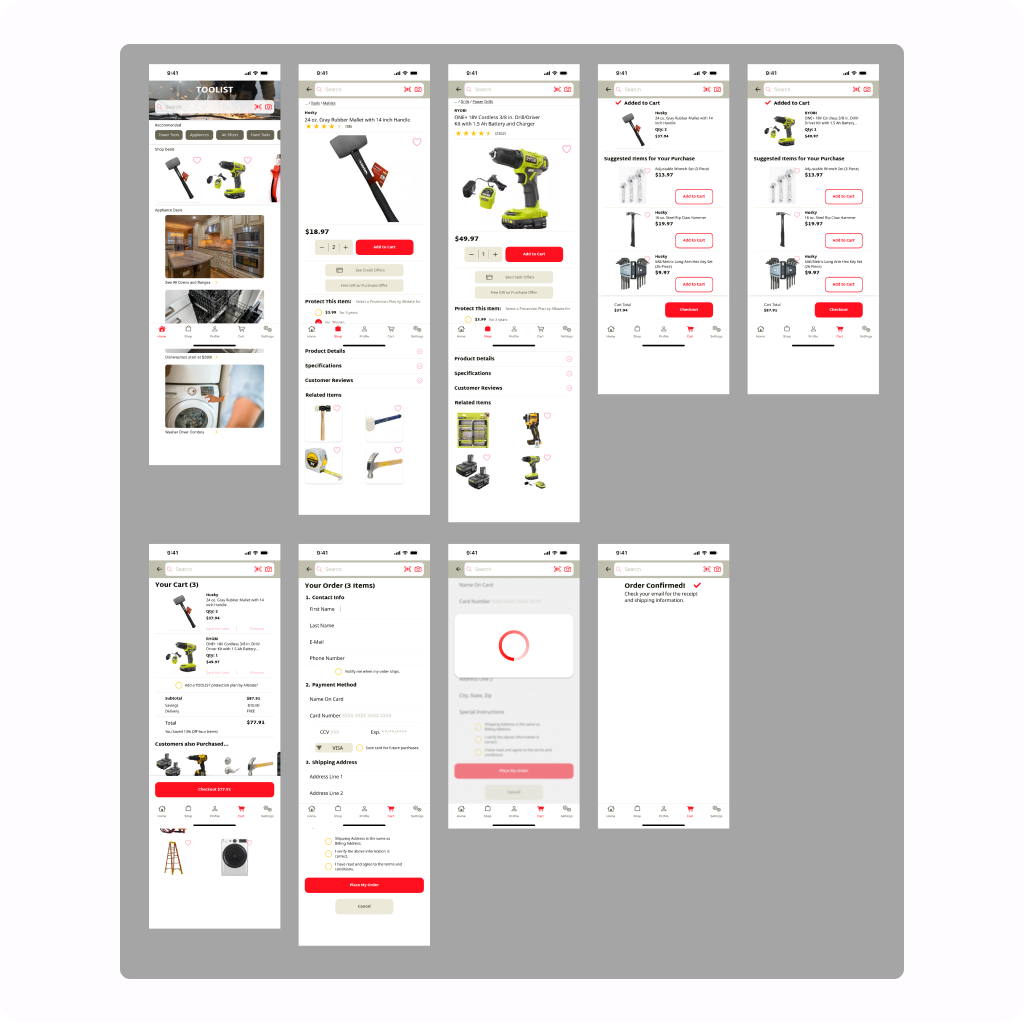 9:41
TOOLIST
Search
Recommended
Power Tools
Appliances
Air Filters
Hand Tools
Shop Deals
Appliance Deals
See All Ovens and Ranges
Home
Shop
Profile
Cart
Settings
Dishwashers start at $399!
Washer Dryer Combos
9:41
Search
... / Tools / Mallets
Husky
24 oz. Gray Rubber Mallet with 14 inch Handle
$18.97
2
Add to Cart
See Credit Offers
Free Gift w/ Purchase Offer
Protect This Item:
Select a Protection Plan by Allstate for:
$3.99 for 3 years
Home
Shop
Profile
Cart
Settings
Product Details
Specifications
Customer Reviews
Related Items
9:41
Search
... / Drills / Power Drills
RYOBI
ONE+ 18V Cordless 3/8 in. Drill/Driver
Kit with 1.5 Ah Battery and Charger
$49.97
1
Add to Cart
See Credit Offers
Free Gift w/ Purchase Offer
Protect This Item:
Select a Protection Plan by Allstate for:
$3.99 for 3 years
Home
Shop
Profile
Cart
Settings
Product Details
Specifications
Customer Reviews
Related Items
9:41
Search
Added to Cart
Husky
24 oz. Gray Rubber Mallet with 14
inch Handle
Qty: 2
$37.94
Suggested Items for Your Purchase
Adjustable Wrench Set (3 Piece)
$13.97
Add to Cart
Husky
16 oz. Steel Rip Claw Hammer
$19.97
Add to Cart
Husky
SAE/Metric Long Arm Hex Key Set
(26-Piece)
$9.97
Add to Cart
Cart Total
$37.94
Checkout
Home
Shop
Profile
Cart
Settings
9:41
Search
Added to Cart
RYOBI
ONE+ 18V Cordless 3/8 in. Drill/
Driver Kit with 1.5 Ah Battery...
Qty: 1
$49.97
Suggested Items for Your Purchase
Adjustable Wrench Set (3 Piece)
$13.97
Add to Cart
Husky
16 oz. Steel Rip Claw Hammer
$19.97
Add to Cart
Husky
SAE/Metric Long Arm Hex Key Set
(26-Piece)
$9.97
Add to Cart
Cart Total
$87.91
Checkout
Home
Shop
Profile
Cart
Settings
9:41
Search
Your Cart (3)
Husky
24 oz. Gray Rubber Mallet with 14
inch Handle
Qty: 2
$37.94
Save for Later | Remove
RYOBI
ONE+ 18V Cordless 3/8 in. Drill/
Driver Kit with 1.5 Ah Battery...
Qty: 1
$49.97
Save for Later | Remove
Add a TOOLIST protection plan by Allstate?
Subtotal $87.91
Savings -$10.00
Delivery FREE
Total $77.91
Customers also Purchased...
Checkout $77.91
Home
Shop
Profile
Cart
Settings
9:41
Search
Your Order (3 Items)
1. Contact Info
First Name
Last Name
E-Mail
Phone Number
Notify me when my order ships.
2. Payment Method
Name On Card
Card Number XXXX XXXX XXXX XXXX
CCV XXX
Exp:
VISA
Save card for future purchases
3. Shipping Address
Address Line 1
Address Line 2
Home
Shop
Profile
Cart
Settings
Shipping Address is the same as
Billing Address.
I verify the above information is
correct.
I have read and agree to the terms and
conditions.
Place My Order
Cancel
9:41
Search
Name On Card
Card Number XXXX XXXX XXXX XXXX
Address Line 2
City, State, Zip
Special Instructions
Shipping Address is the same as
Billing Address.
I verify the above information is
correct.
I have read and agree to the terms and
conditions.
Place My Order
Cancel
Home
Shop
Profile
Cart
Settings
9:41
Search
Order Confirmed!
Check your email for the receipt
and shipping information.
Home
Shop
Profile
Cart
Settings